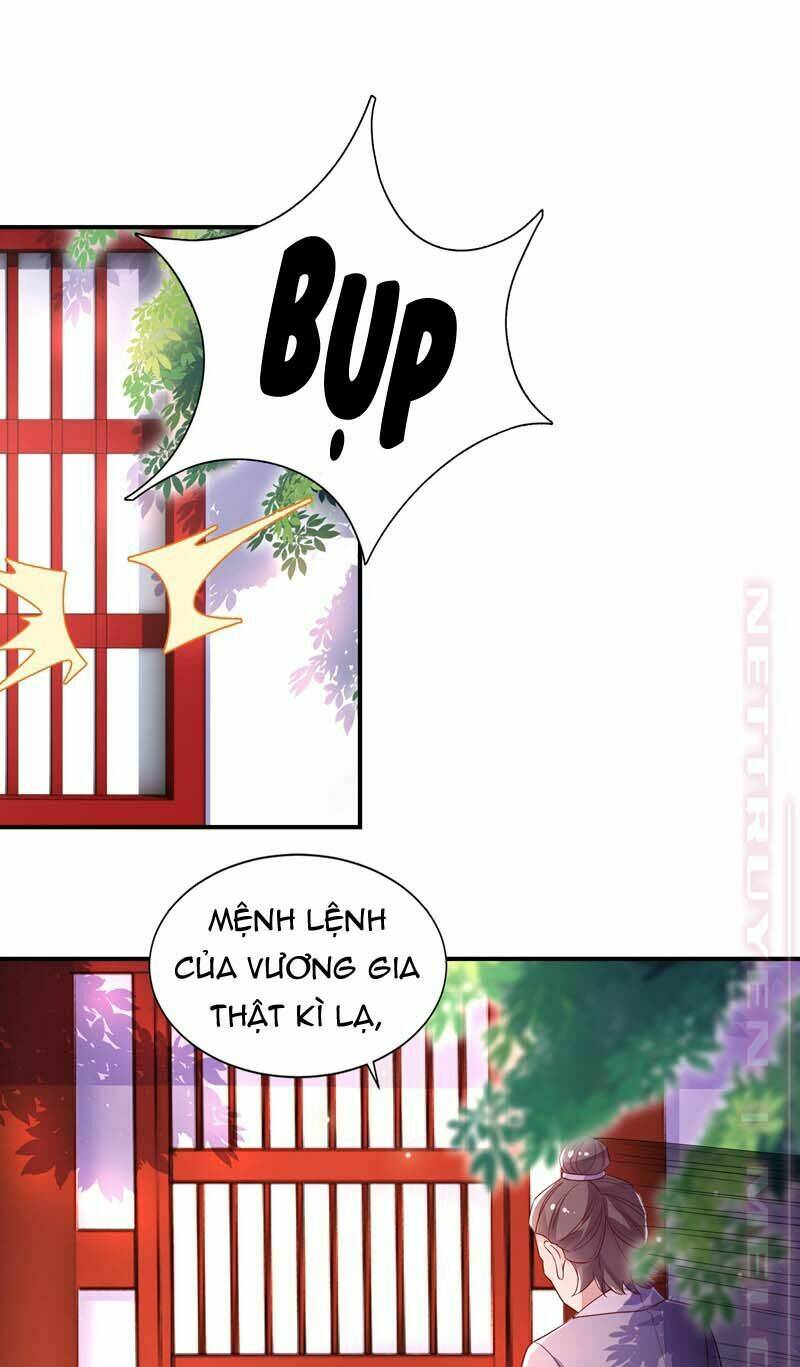 BỤP
MỆNH LỆNH
CỦA VƯƠNG GIA
THẬT KÌ LẠ,
NETTRUYEN